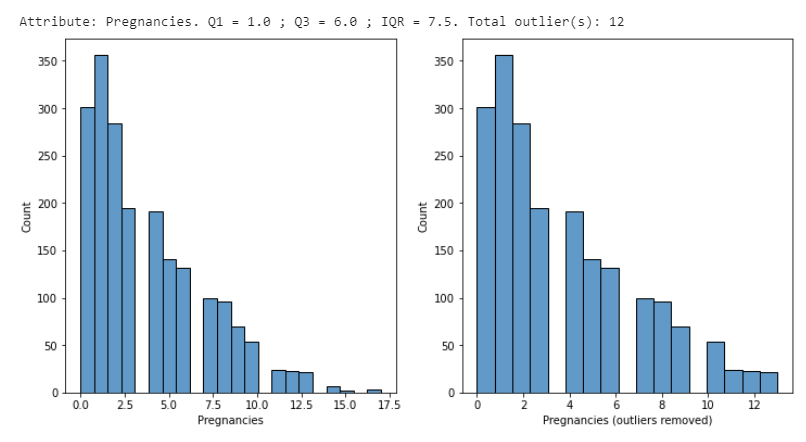 Attribute: Pregnancies. Q1 = 1.0 ; Q3 = 6.0 ; IQR = 7.5. Total outlier(s): 12
350
300
250
200
150
100
50
0
Count
0.0 2.5 5.0 7.5 10.0 12.5 15.0 17.5
Pregnancies
350
300
250
200
150
100
50
0
Count
0 2 4 6 8 10 12
Pregnancies (outliers removed)